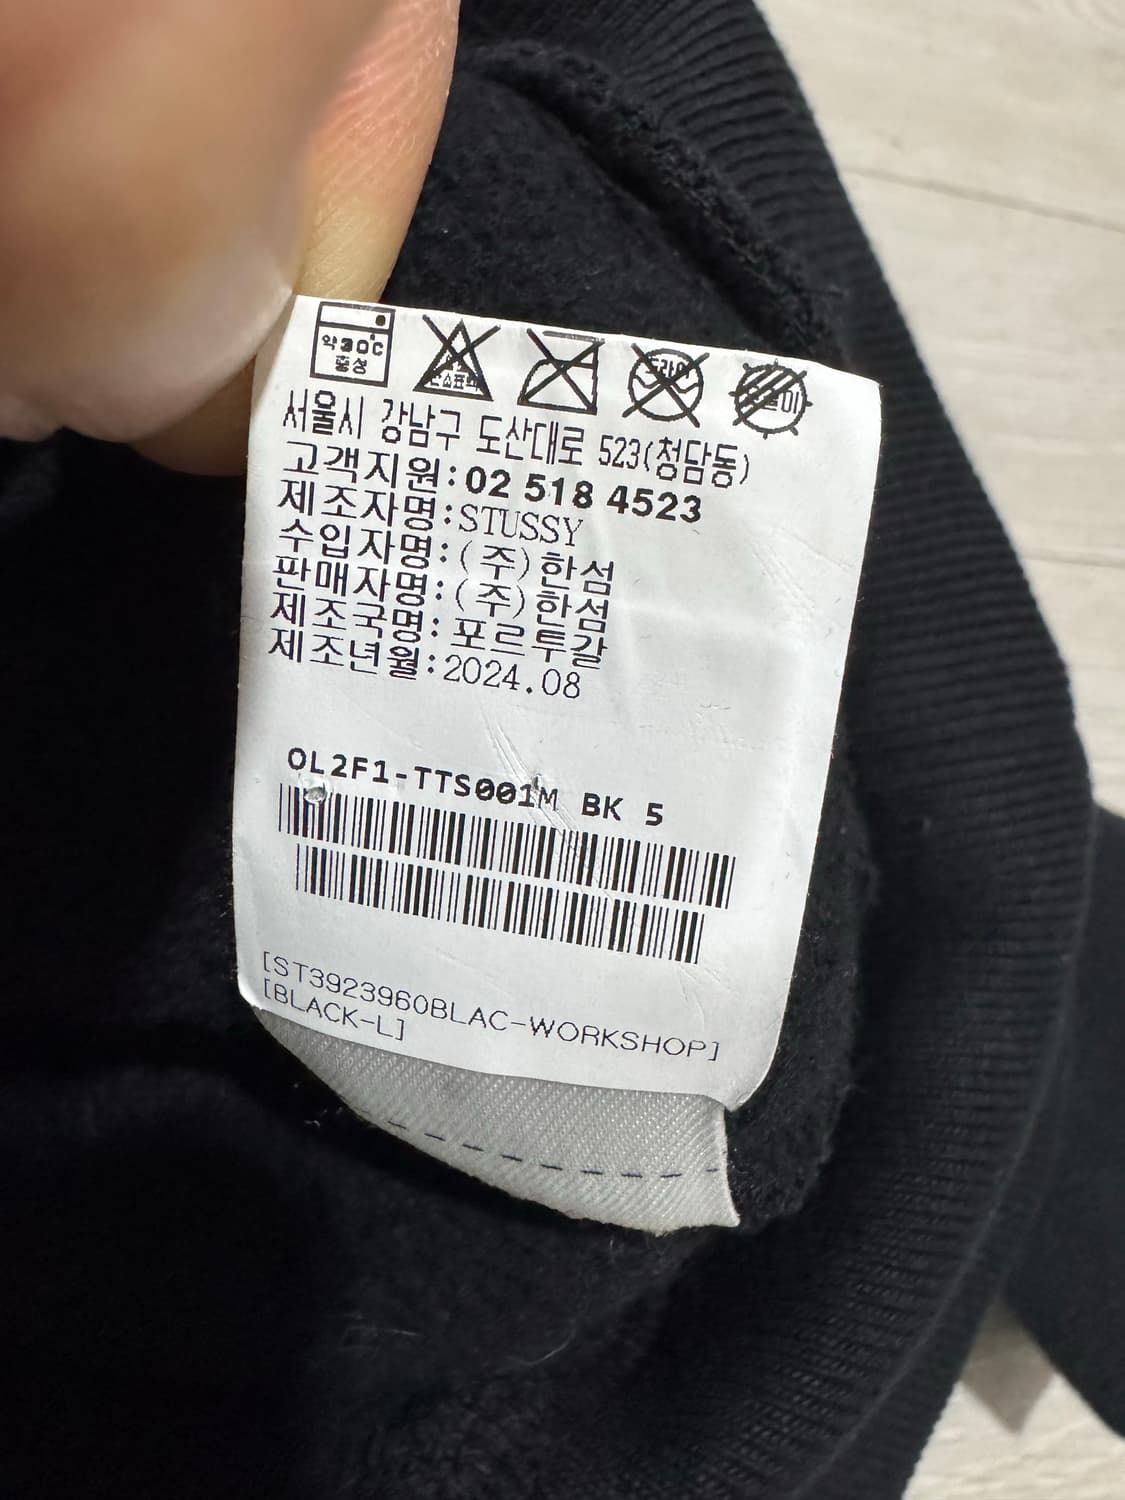 약30℃
중성
드라이
서울시 강남구 도산대로 523(청담동)
고객지원:02 518 4523
제조자명:STUSSY
수입자명:(주)한섬
판매자명:(주)한섬
제조국명:포르투갈
제조년월:2024.08
OL2F1-TTS001M BK 5
[ST3923960BLAC-WORKSHOP]
[BLACK-L]